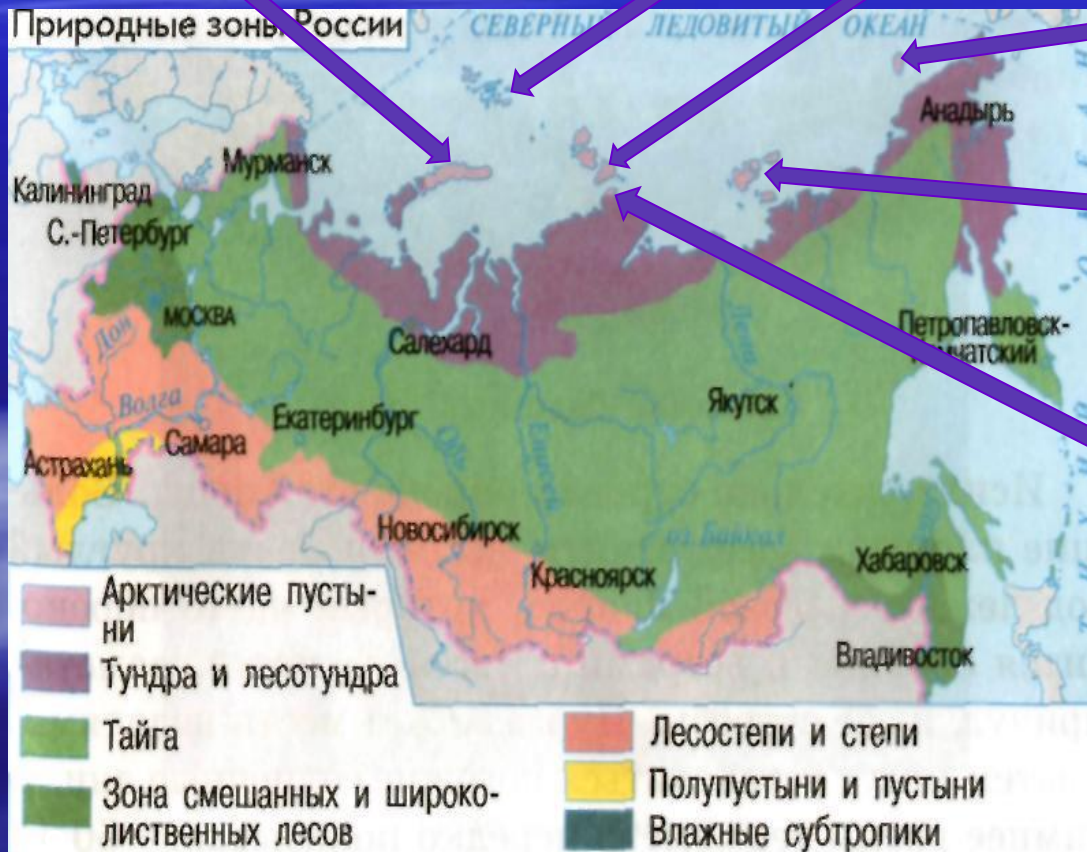 Природные зоны России
СЕВЕРНЫЙ ЛЕДОВИТЫЙ ОКЕАН
Анадырь
Мурманск
Калининград
С.-Петербург
МОСКВА
Дон
Салехард
Петропавловск-
Лена
Якутск
Волга
Екатеринбург
Самара
Обь
Енисей
Астрахань
Новосибирск
оз. Байкал
Хабаровск
Красноярск
Владивосток
Арктические пусты-
ни
Тундра и лесотундра
Тайга
Зона смешанных и широко-
лиственных лесов
Лесостепи и степи
Полупустыни и пустыни
Влажные субтропики